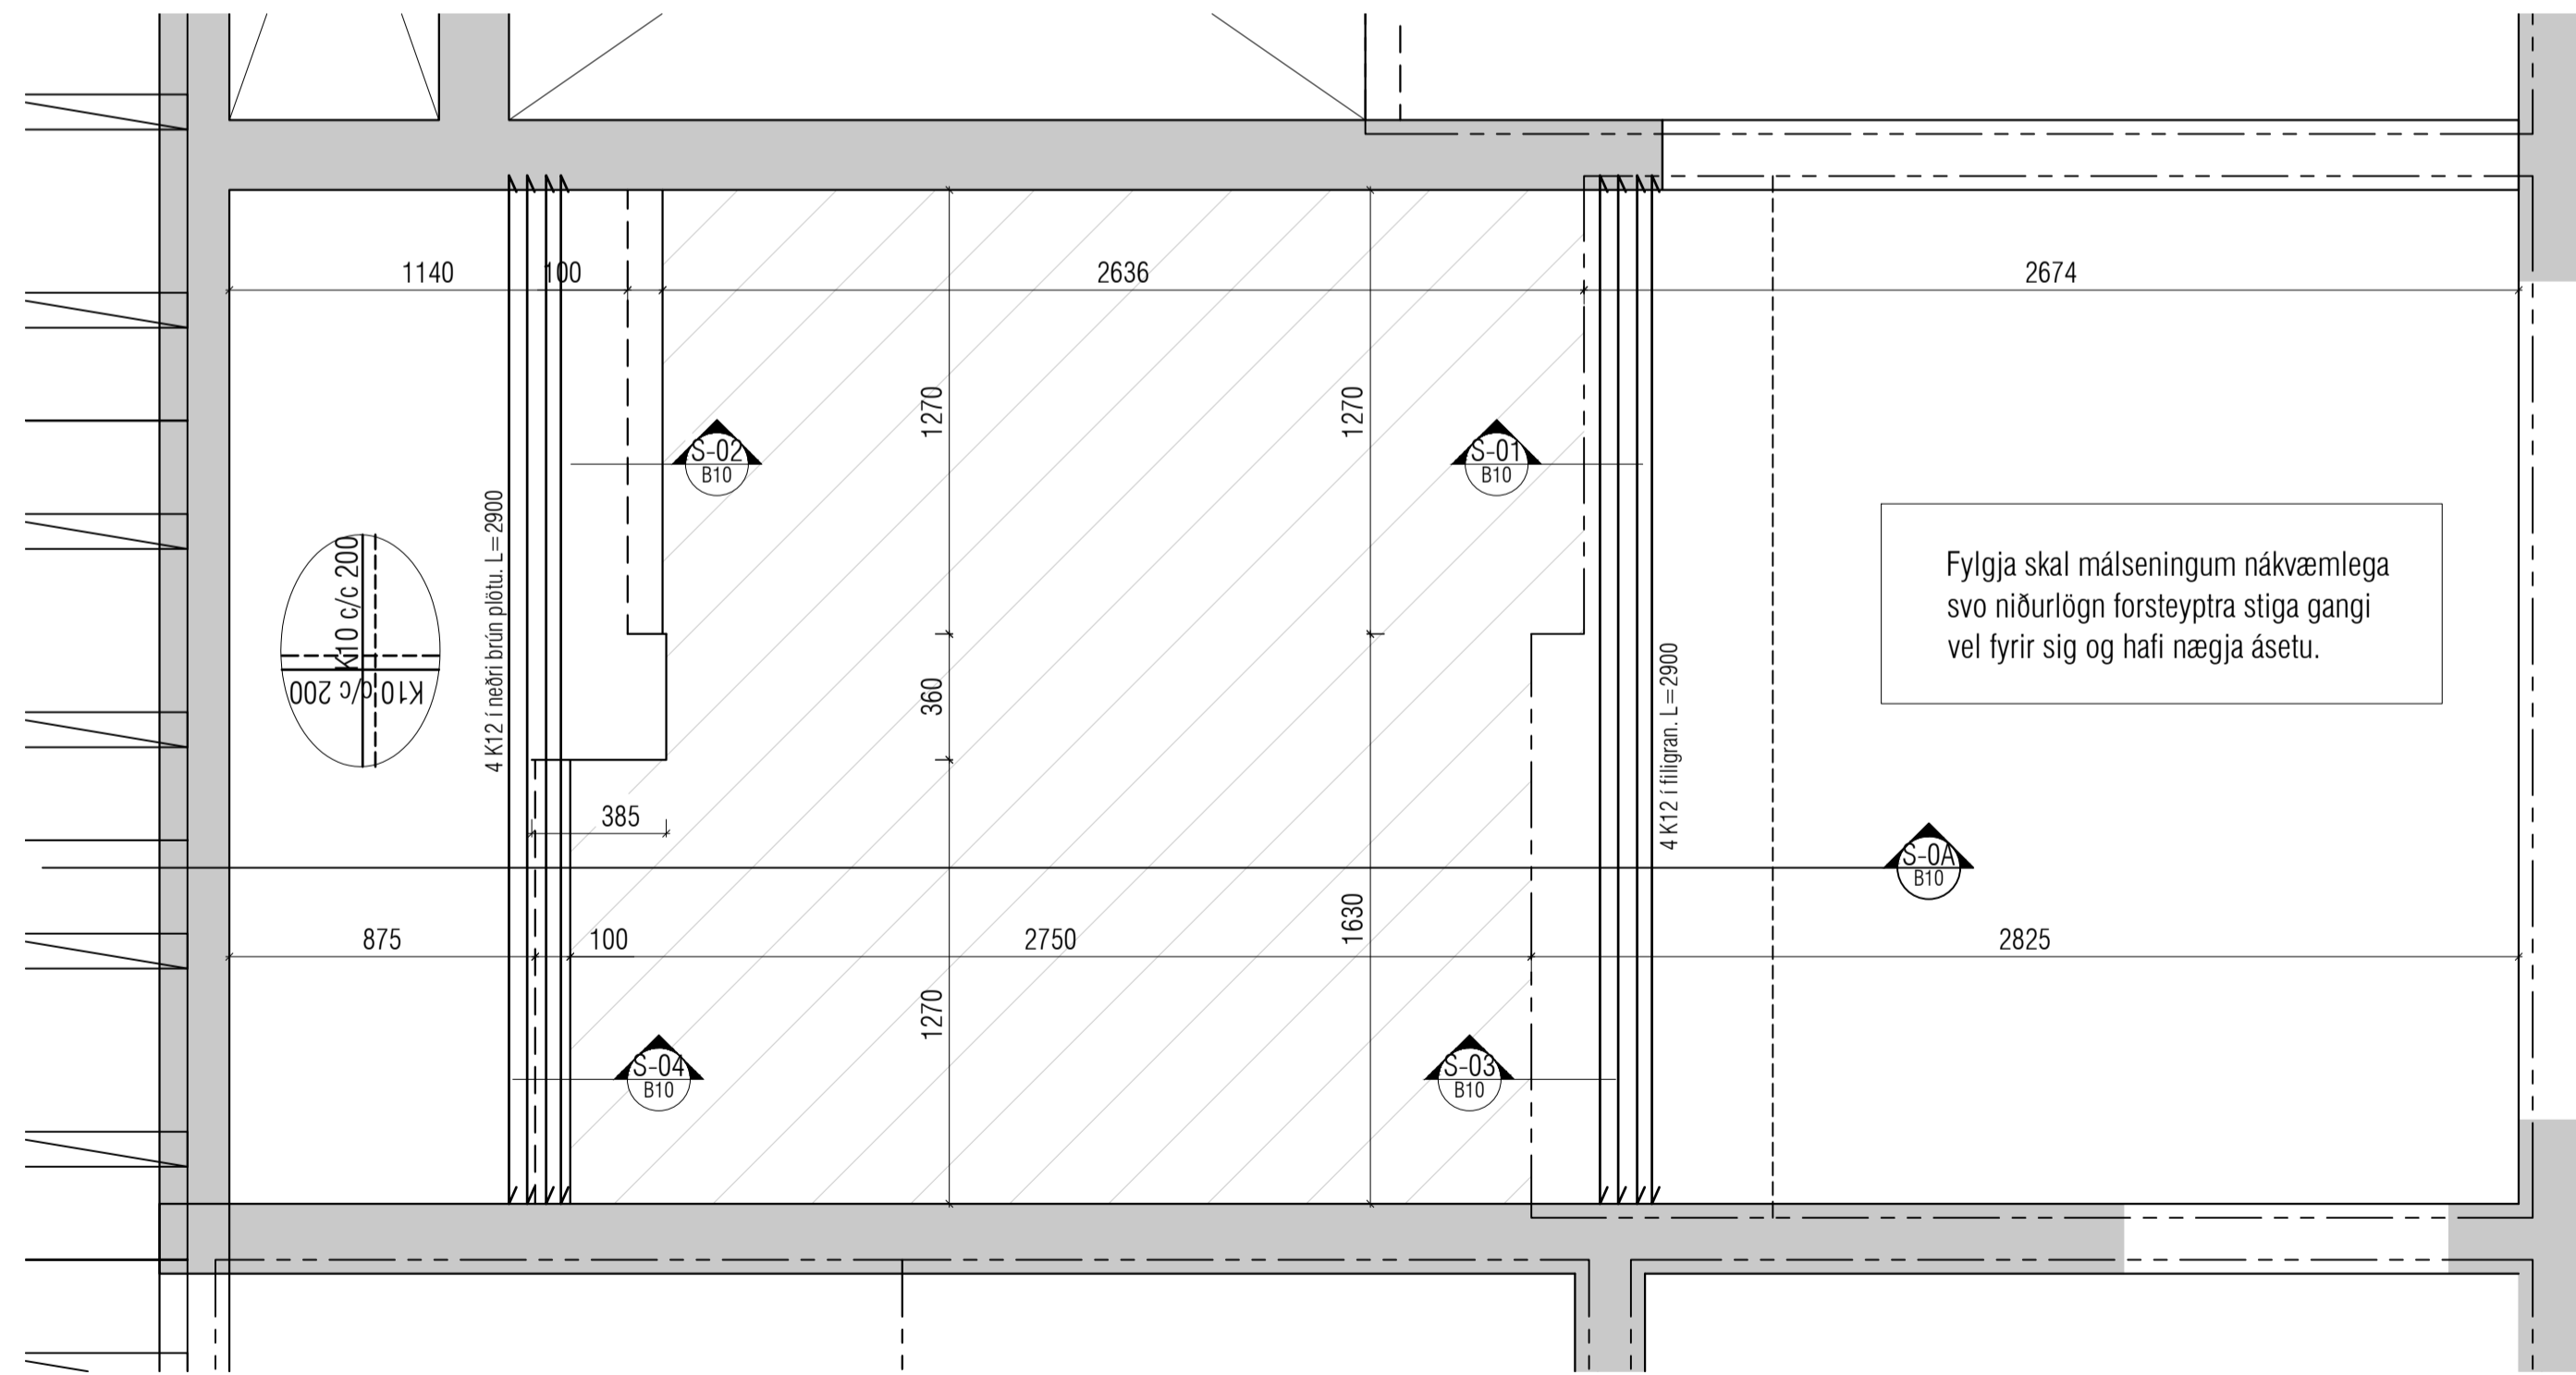 1140
100
2636
2674
1270
1270
S-02
B10
S-01
B10
4 K12 í neðri brún plötu. L=2900
K10 c/c 200
K10 c/c 200
Fylgja skal málseningum nákvæmlega
svo niðurlögn forsteyptra stiga gangi
vel fyrir sig og hafi nægja ásetu.
360
4 K12 í filigran. L=2900
385
S-0A
B10
875
100
2750
1630
2825
1270
S-04
B10
S-03
B10